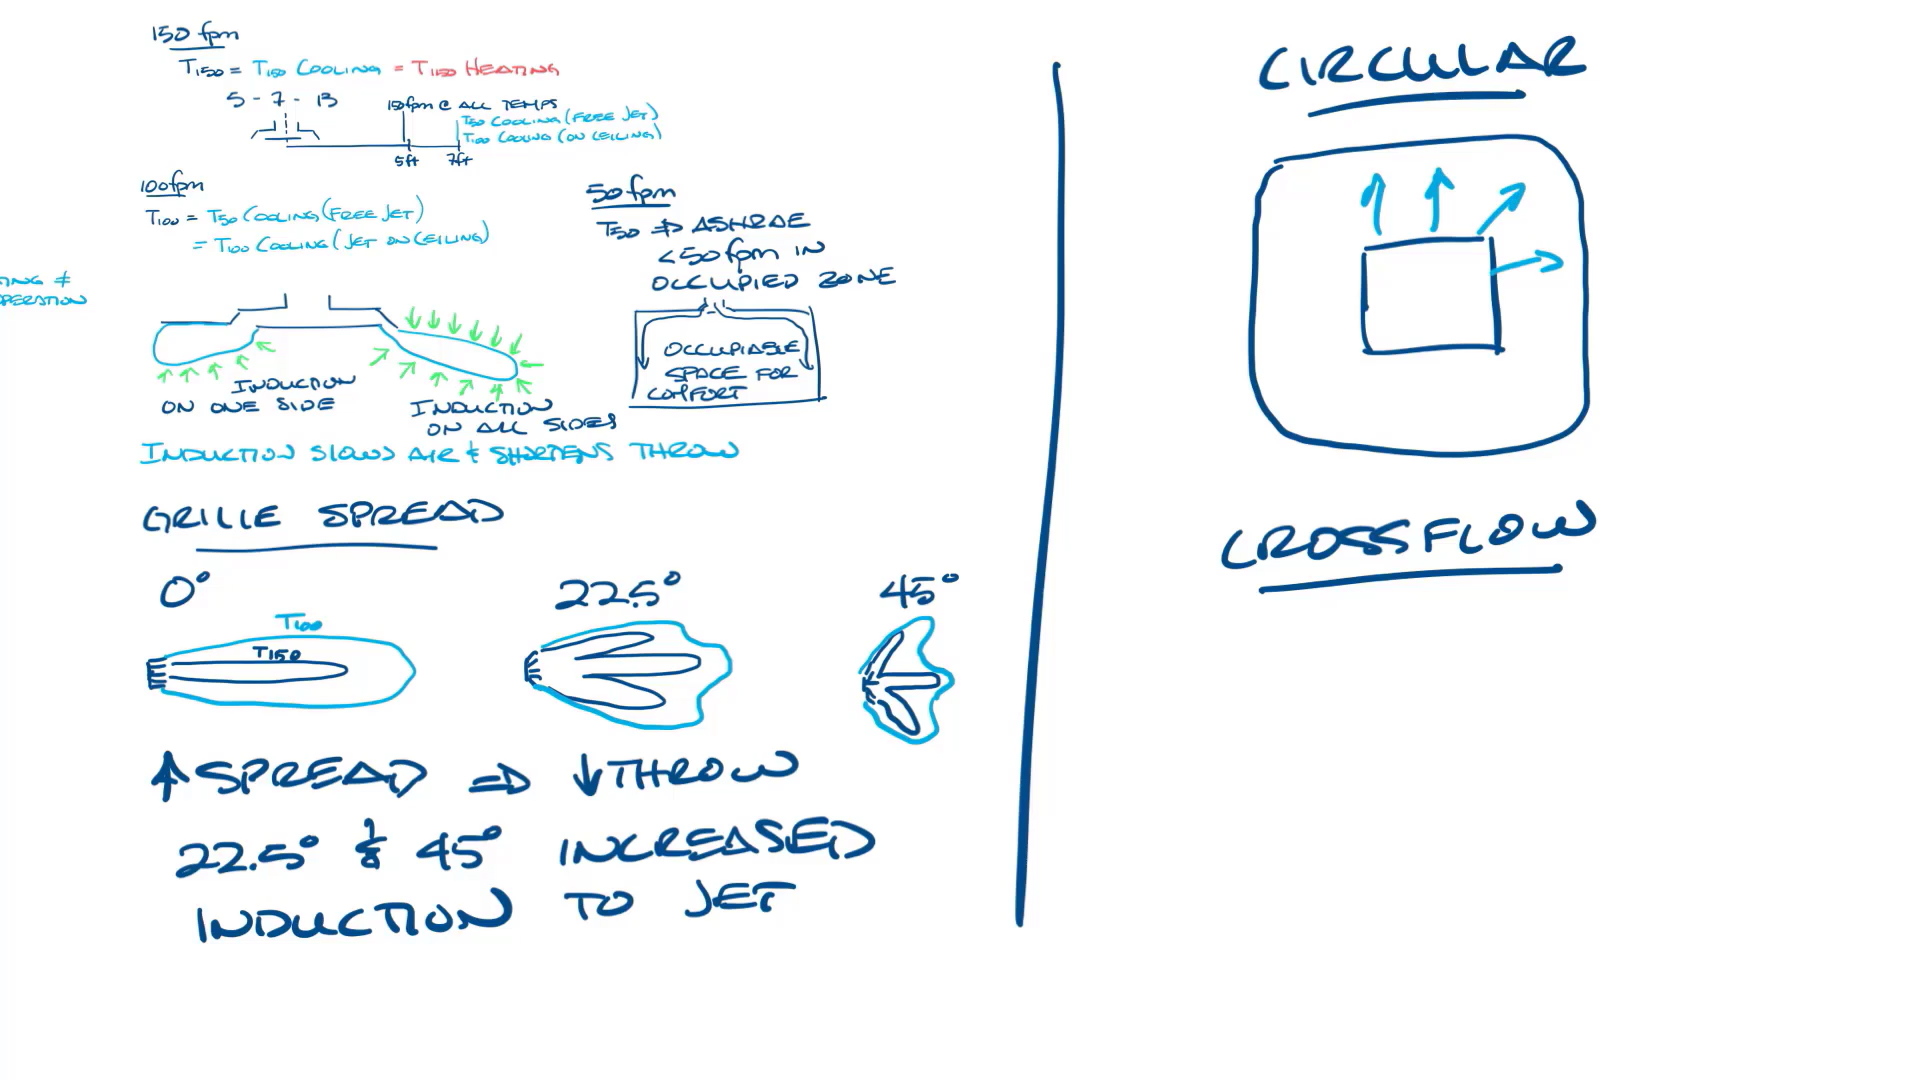 150 fpm
T150 = T150 COOLING = T150 HEATING
5 - 7 - 13
150fpm @ ALL TEMPS
T50 COOLING (FREE JET)
T100 COOLING (ON CEILING)
5ft 7ft
100fpm
T100 = T50 COOLING (FREE JET)
= T100 COOLING (JET ON CEILING)
50 fpm
T50 ⇒ ASHRAE
<50 fpm IN
OCCUPIED ZONE
OCCUPIABLE
SPACE FOR
COMFORT
INDUCTION
ON ONE SIDE
INDUCTION
ON ALL SIDES
INDUCTION SLOWS AIR & SHORTENS THROW
GRILLE SPREAD
0° 22.5° 45°
T100
T150
↑ SPREAD ⇒ ↓ THROW
22.5° & 45° INCREASED
INDUCTION TO JET
CIRCULAR
CROSSFLOW